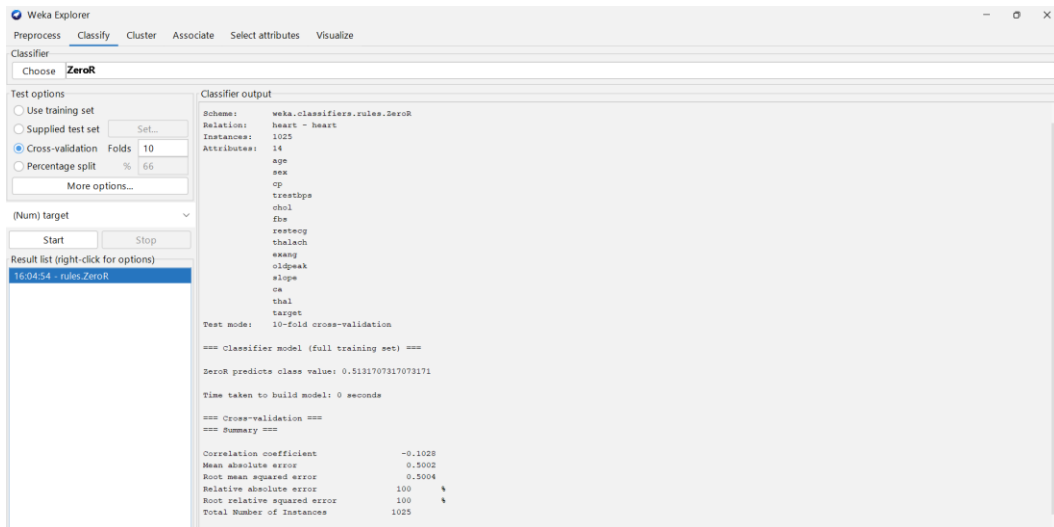 Weka Explorer
Preprocess Classify Cluster Associate Select attributes Visualize
Classifier
Choose ZeroR
Test options
Use training set
Supplied test set Set...
Cross-validation Folds 10
Percentage split % 66
More options...
(Num) target
Start Stop
Result list (right-click for options)
16:04:54 - rules.ZeroR
Classifier output
Scheme: weka.classifiers.rules.ZeroR
Relation: heart - heart
Instances: 1025
Attributes: 14
age
sex
cp
trestbps
chol
fbs
restecg
thalach
exang
oldpeak
slope
ca
thal
target
Test mode: 10-fold cross-validation
=== Classifier model (full training set) ===
ZeroR predicts class value: 0.5131707317073171
Time taken to build model: 0 seconds
=== Cross-validation ===
=== Summary ===
Correlation coefficient -0.1028
Mean absolute error 0.5002
Root mean squared error 0.5004
Relative absolute error 100 %
Root relative squared error 100 %
Total Number of Instances 1025